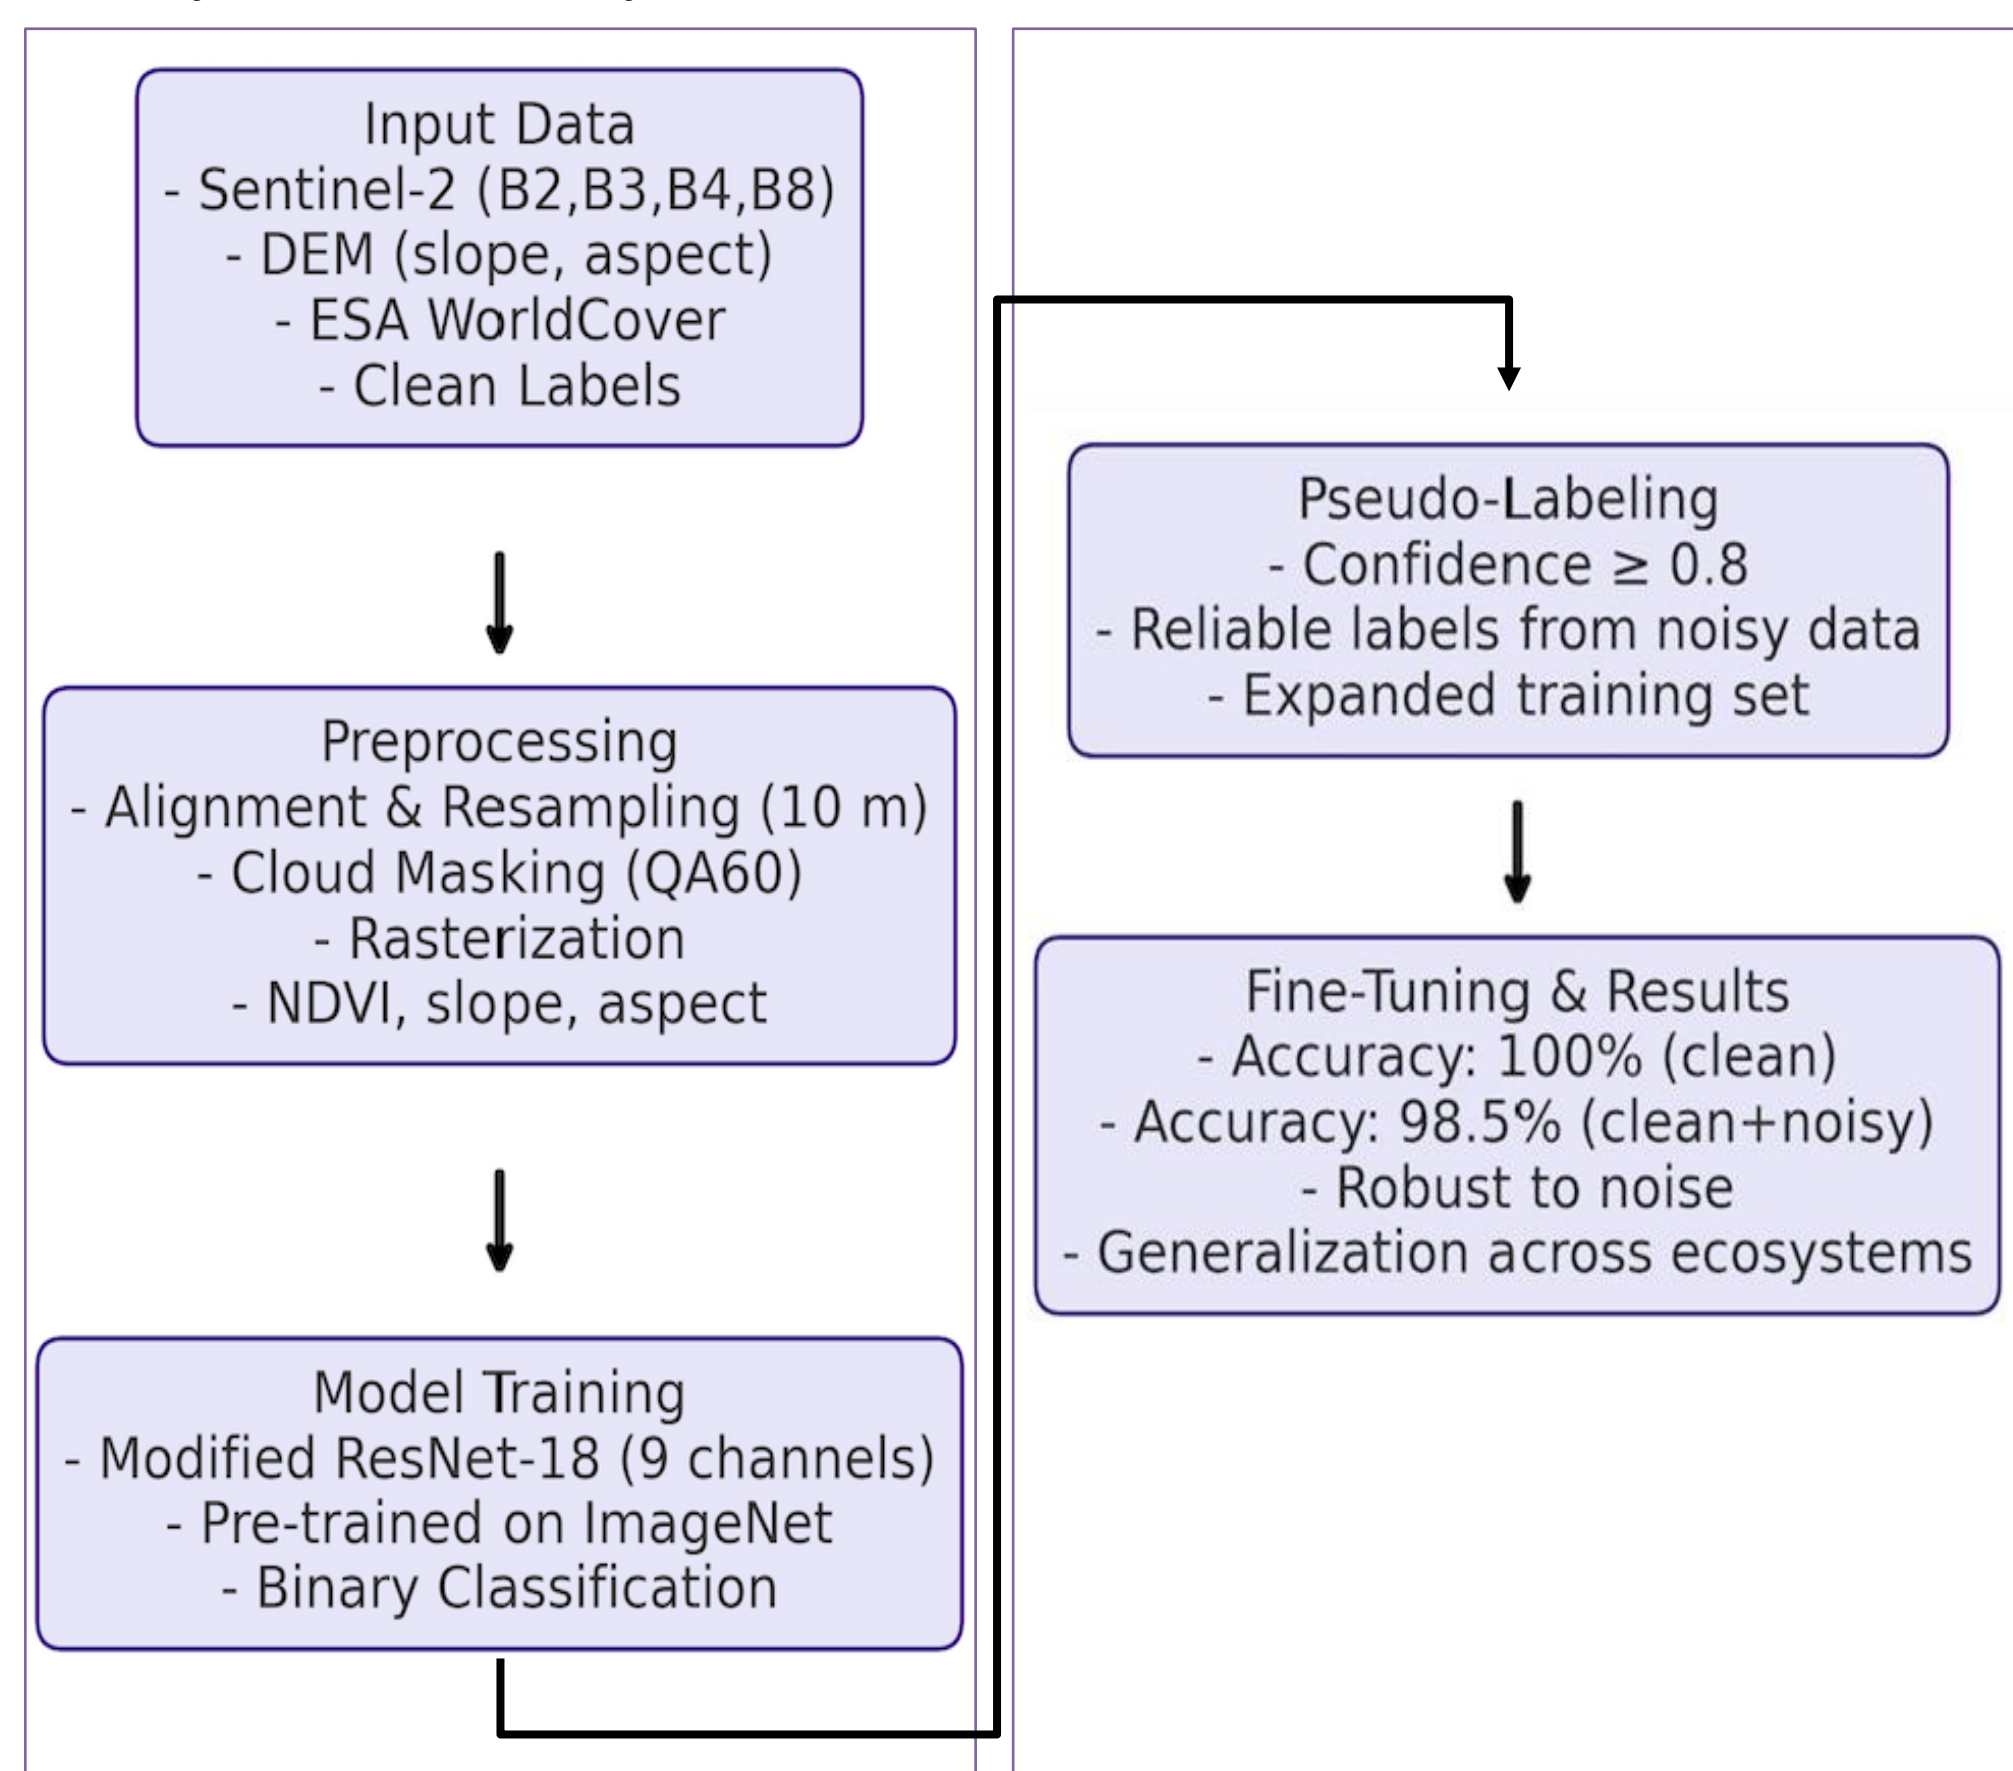 Input Data
- Sentinel-2 (B2,B3,B4,B8)
- DEM (slope, aspect)
- ESA WorldCover
- Clean Labels
Preprocessing
- Alignment & Resampling (10 m)
- Cloud Masking (QA60)
- Rasterization
- NDVI, slope, aspect
Model Training
- Modified ResNet-18 (9 channels)
- Pre-trained on ImageNet
- Binary Classification
Pseudo-Labeling
- Confidence ≥ 0.8
- Reliable labels from noisy data
- Expanded training set
Fine-Tuning & Results
- Accuracy: 100% (clean)
- Accuracy: 98.5% (clean+noisy)
- Robust to noise
- Generalization across ecosystems